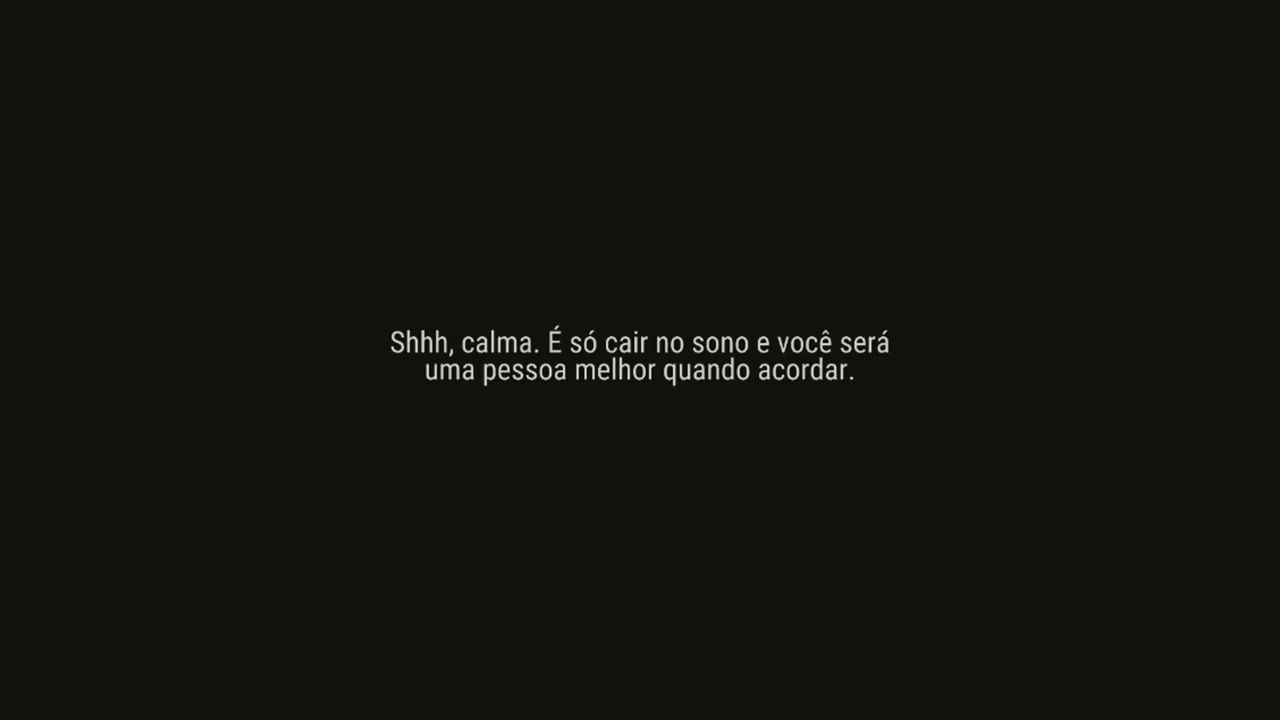 Shhh, calma. É só cair no sono e você será
uma pessoa melhor quando acordar.